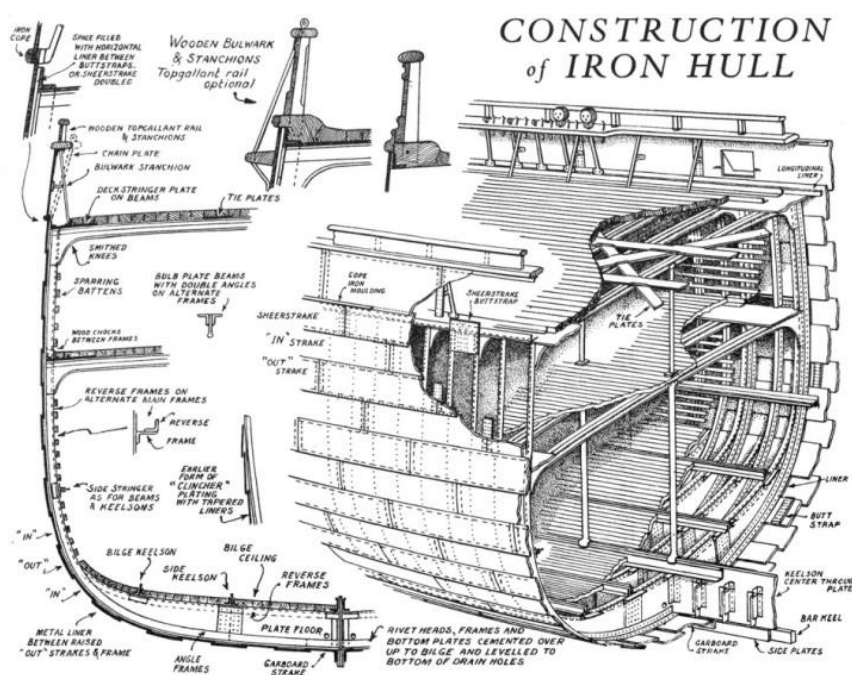 CONSTRUCTION
of IRON HULL
IRON
COPE
SPACE FILLED
WITH HORIZONTAL
LINER BETWEEN
BUTTSTRAPS,
OR SHEERSTRAKE
DOUBLED
WOODEN BULWARK
& STANCHIONS
Topgallant rail
optional
WOODEN TOPGALLANT RAIL
& STANCHIONS
CHAIN PLATE
BULWARK STANCHION
DECK STRINGER PLATE
ON BEAMS
TIE PLATES
SMITHED
KNEES
SPARRING
BATTENS
BULB PLATE BEAMS
WITH DOUBLE ANGLES
ON ALTERNATE
FRAMES
WOOD CHOCKS
BETWEEN FRAMES
REVERSE FRAMES ON
ALTERNATE MAIN FRAMES
REVERSE
FRAME
SIDE STRINGER
AS FOR BEAMS
& KEELSONS
EARLIER
FORM OF
"CLINCHER"
PLATING
WITH TAPERED
LINERS
"IN"
"OUT"
"IN"
BILGE KEELSON
SIDE
KEELSON
BILGE
CEILING
REVERSE
FRAMES
PLATE FLOOR
METAL LINER
BETWEEN RAISED
"OUT" STRAKES & FRAME
ANGLE
FRAMES
GARBOARD
STRAKE
RIVET HEADS, FRAMES AND
BOTTOM PLATES CEMENTED OVER
UP TO BILGE AND LEVELLED TO
BOTTOM OF DRAIN HOLES
LONGITUDINAL
LINER
COPE
IRON
MOULDING
SHEERSTRAKE
BUTTSTRAP
SHEERSTRAKE
"IN" STRAKE
"OUT"
STRAKE
TIE
PLATES
LINER
BUTT
STRAP
KEELSON
CENTER THROUGH
PLATE
BAR KEEL
SIDE PLATES
GARBOARD
STRAKE